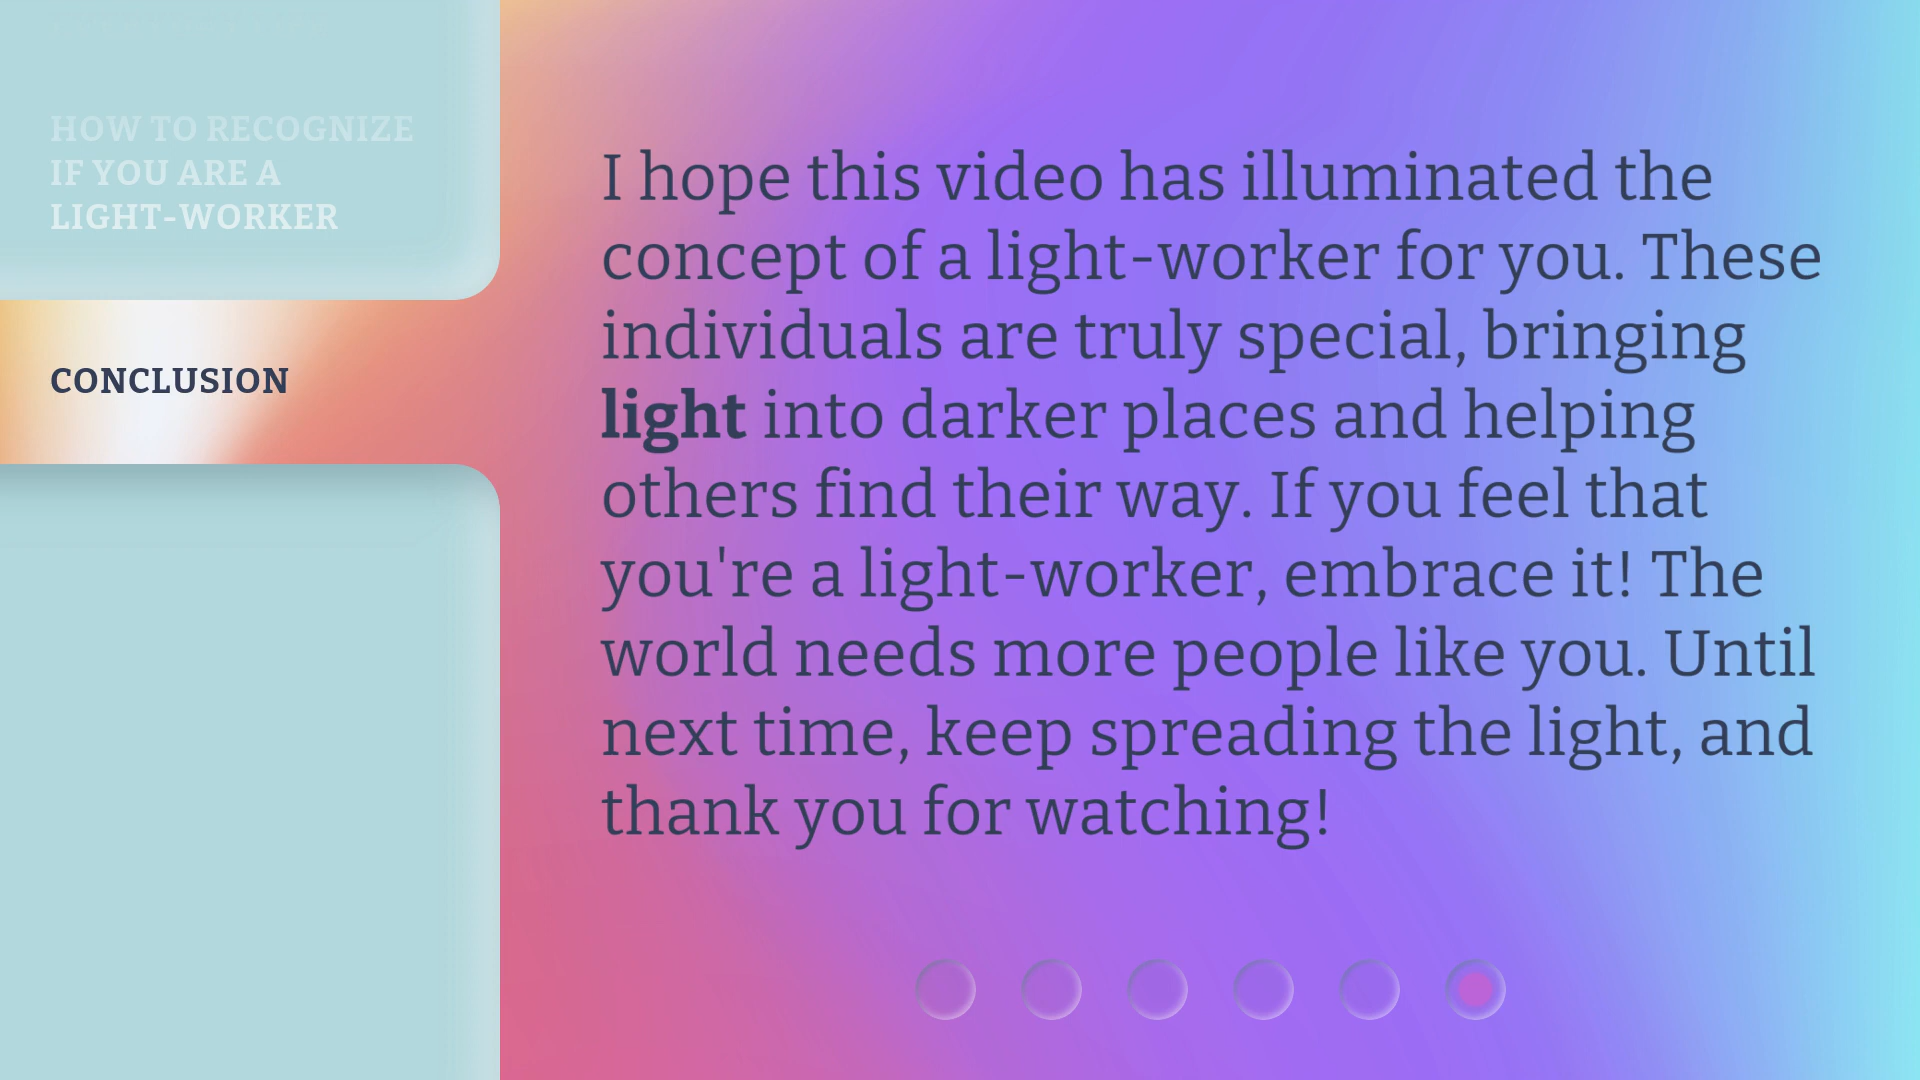 HOW TO RECOGNIZE
IF YOU ARE A
LIGHT-WORKER
CONCLUSION
I hope this video has illuminated the
concept of a light-worker for you. These
individuals are truly special, bringing
light into darker places and helping
others find their way. If you feel that
you're a light-worker, embrace it! The
world needs more people like you. Until
next time, keep spreading the light, and
thank you for watching!